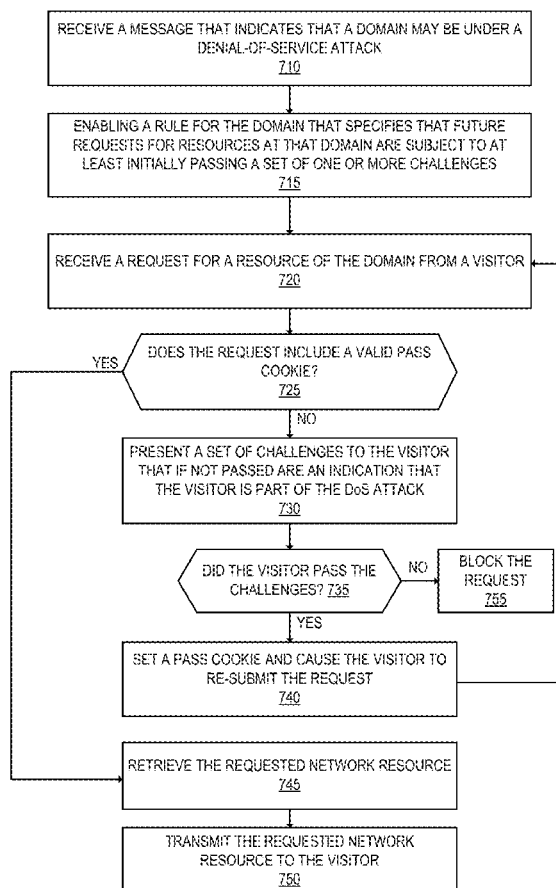 RECEIVE A MESSAGE THAT INDICATES THAT A DOMAIN MAY BE UNDER A
DENIAL-OF-SERVICE ATTACK
710
ENABLING A RULE FOR THE DOMAIN THAT SPECIFIES THAT FUTURE
REQUESTS FOR RESOURCES AT THAT DOMAIN ARE SUBJECT TO AT
LEAST INITIALLY PASSING A SET OF ONE OR MORE CHALLENGES
715
RECEIVE A REQUEST FOR A RESOURCE OF THE DOMAIN FROM A VISITOR
720
DOES THE REQUEST INCLUDE A VALID PASS
COOKIE?
725
YES
NO
PRESENT A SET OF CHALLENGES TO THE VISITOR
THAT IF NOT PASSED ARE AN INDICATION THAT
THE VISITOR IS PART OF THE DoS ATTACK
730
DID THE VISITOR PASS THE
CHALLENGES? 735
NO
BLOCK THE
REQUEST
755
YES
SET A PASS COOKIE AND CAUSE THE VISITOR TO
RE-SUBMIT THE REQUEST
740
RETRIEVE THE REQUESTED NETWORK RESOURCE
745
TRANSMIT THE REQUESTED NETWORK
RESOURCE TO THE VISITOR
750